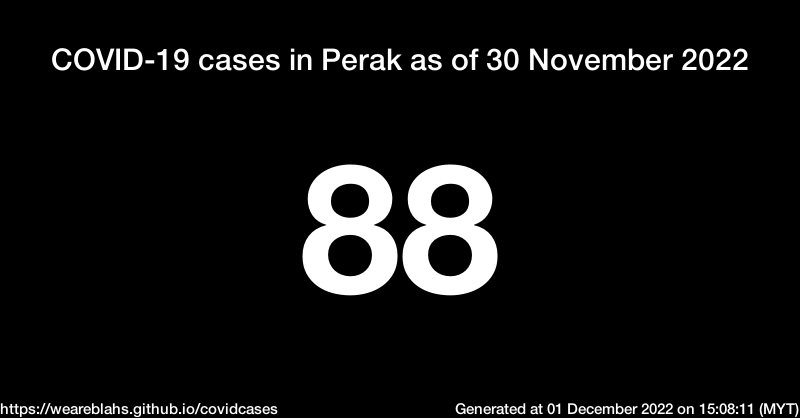 COVID-19 cases in Perak as of 30 November 2022
88
https://weareblahs.github.io/covidcases
Generated at 01 December 2022 on 15:08:11 (MYT)